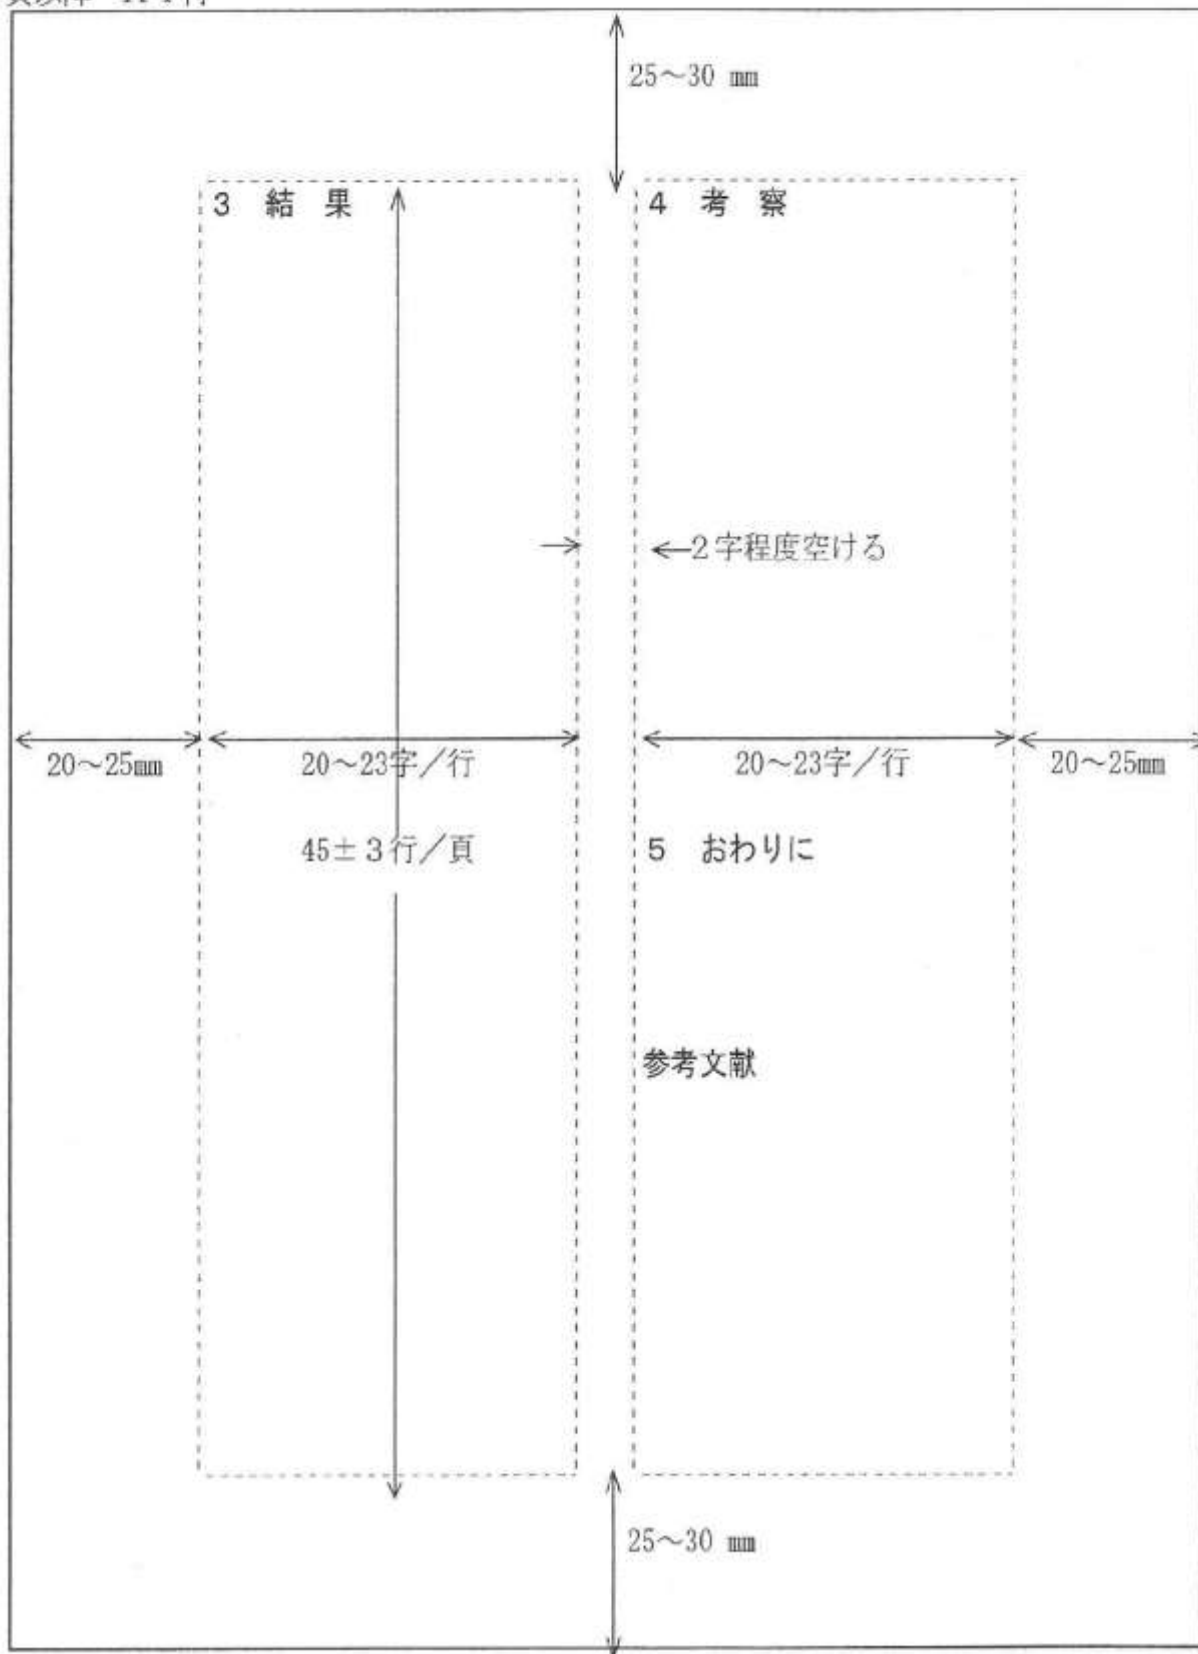 25～30 mm
3 結 果
4 考 察
←2字程度空ける
20～25mm
20～23字／行
20～23字／行
20～25mm
45±3行／頁
5 おわりに
参考文献
25～30 mm